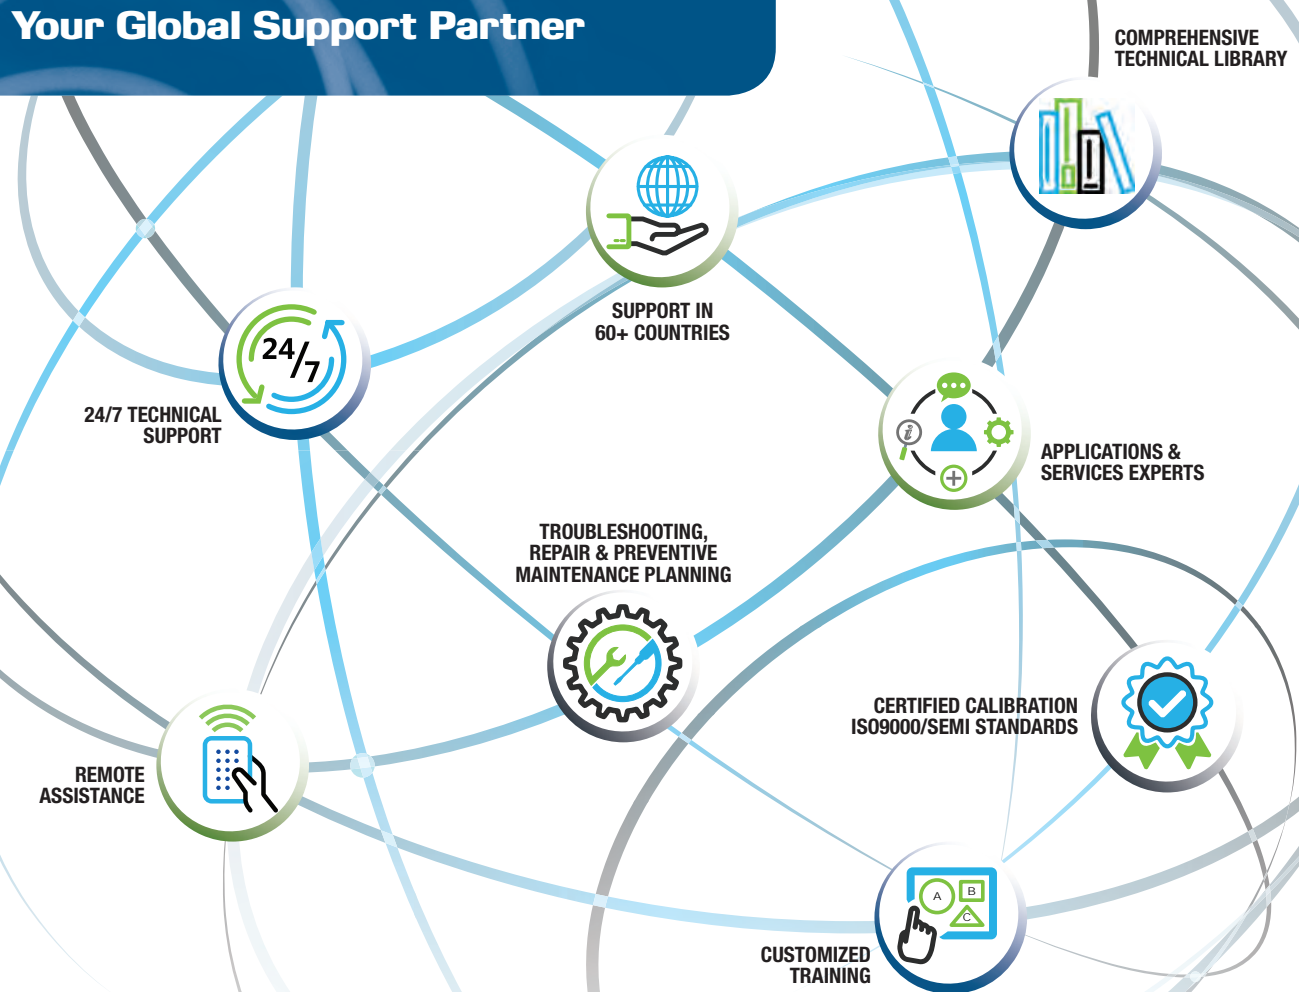 Your Global Support Partner
COMPREHENSIVE
TECHNICAL LIBRARY
SUPPORT IN
60+ COUNTRIES
24/7
24/7 TECHNICAL
SUPPORT
i
APPLICATIONS &
SERVICES EXPERTS
TROUBLESHOOTING,
REPAIR & PREVENTIVE
MAINTENANCE PLANNING
CERTIFIED CALIBRATION
ISO9000/SEMI STANDARDS
REMOTE
ASSISTANCE
A
B
C
CUSTOMIZED
TRAINING